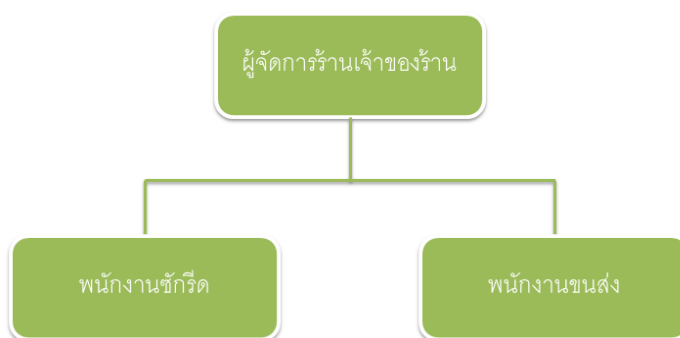 ผู้จัดการร้านเจ้าของร้าน
พนักงานซักรีด
พนักงานขนส่ง